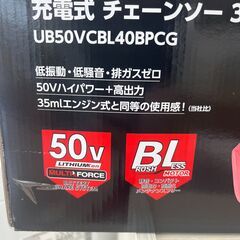 充電式 チェーンソー 3
UB50VCBL40BPCG
低振動・低騒音・排ガスゼロ
50Vハイパワー+高出力
35mlエンジン式と同等の使用感! (当社比)
50V
LITHIUM
MULTI FORCE
BL
BRUSH LESS
MOTOR